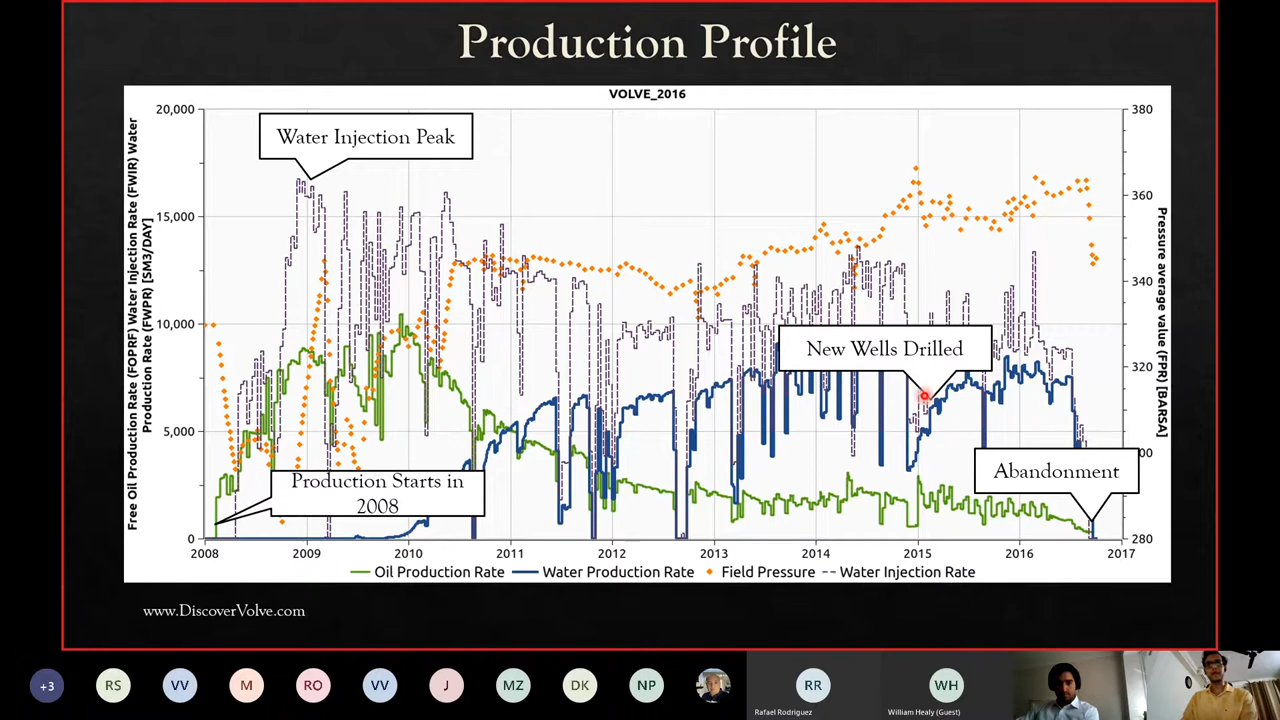 Production Profile
VOLVE_2016
20,000
15,000
10,000
5,000
0
380
360
340
320
00
280
Free Oil Production Rate (FOPRF) Water Injection Rate (FWIR) Water
Production Rate (FWPR) [SM3/DAY]
Pressure average value (FPR) [BARSA]
Water Injection Peak
New Wells Drilled
Production Starts in
2008
Abandonment
2008 2009 2010 2011 2012 2013 2014 2015 2016 2017
Oil Production Rate Water Production Rate Field Pressure Water Injection Rate
www.DiscoverVolve.com
+3 RS VV M RO VV J MZ DK NP RR WH
Rafael Rodriguez William Healy (Guest)